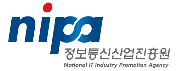 nipa
정보통신산업진흥원
National IT Industry Promotion Agency